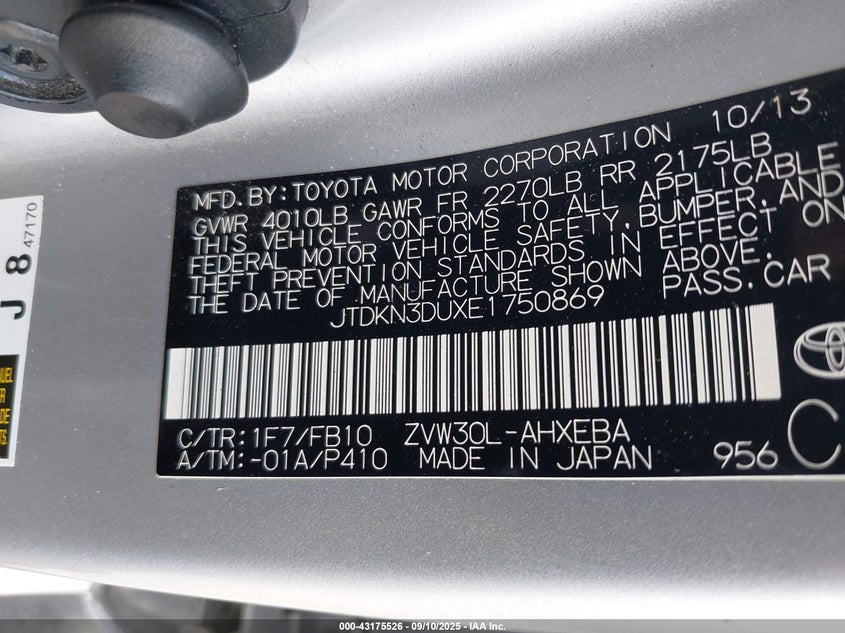 MFD. BY: TOYOTA MOTOR CORPORATION 10/13
GVWR 4010LB GAWR FR 2270LB RR 2175LB
THIS VEHICLE CONFORMS TO ALL APPLICABLE
FEDERAL MOTOR VEHICLE SAFETY, BUMPER, AND
THEFT PREVENTION STANDARDS IN EFFECT ON
THE DATE OF MANUFACTURE SHOWN ABOVE.
JTDKN3DUXE1750869 PASS. CAR
C/TR: 1F7/FB10 ZVW30L-AHXEBA
A/TM: -01A/P410 MADE IN JAPAN 956 C
J 8
47170
000-43175526 - 09/10/2025 - IAA Inc.